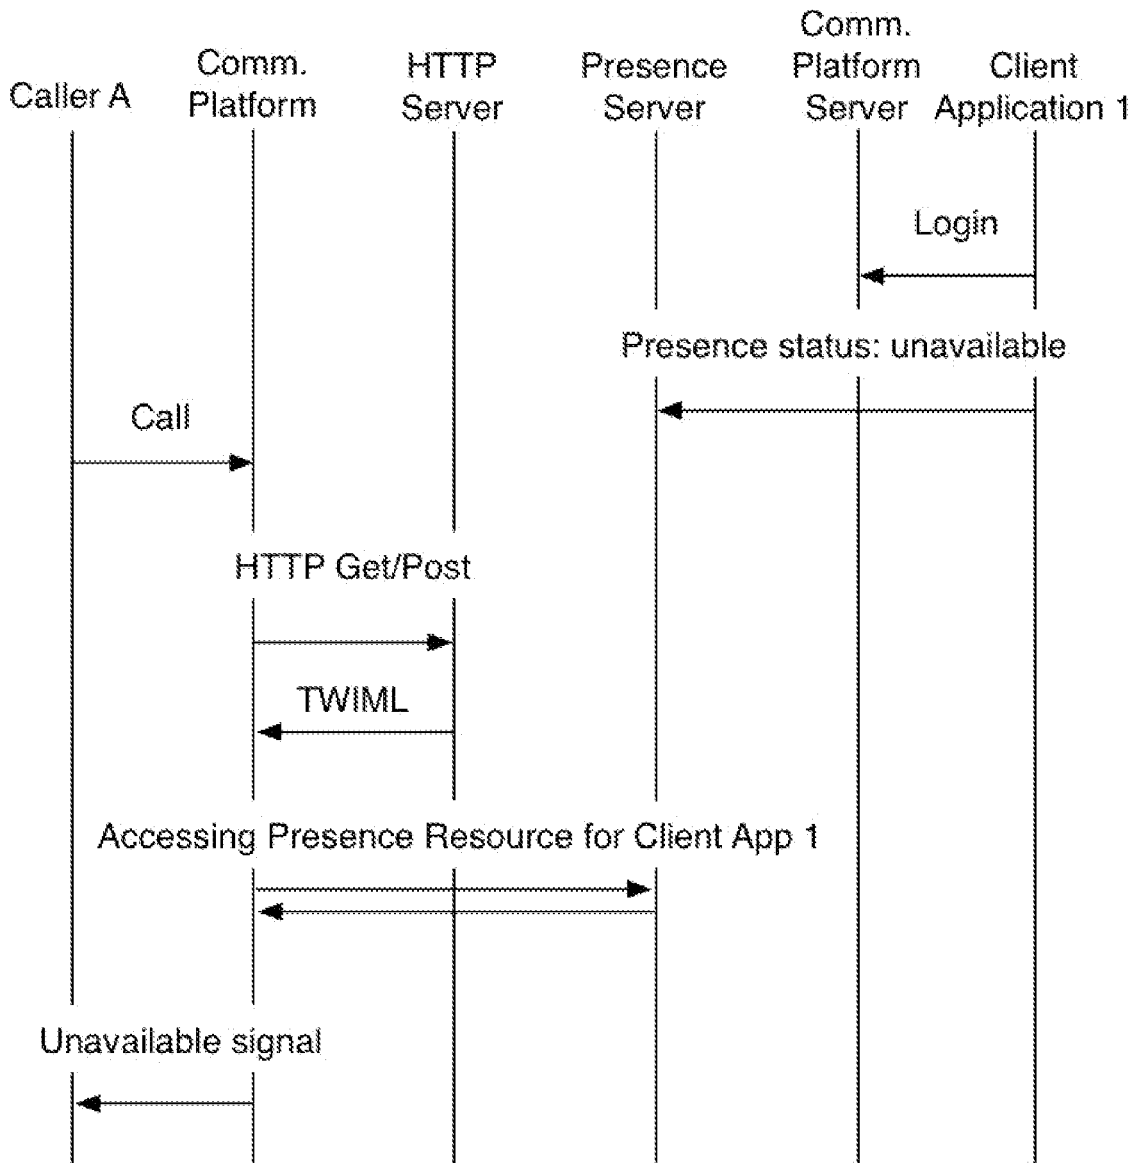 Caller A
Comm.
Platform
HTTP
Server
Presence
Server
Comm.
Platform
Server
Client
Application 1
Login
Presence status: unavailable
Call
HTTP Get/Post
TWIML
Accessing Presence Resource for Client App 1
Unavailable signal